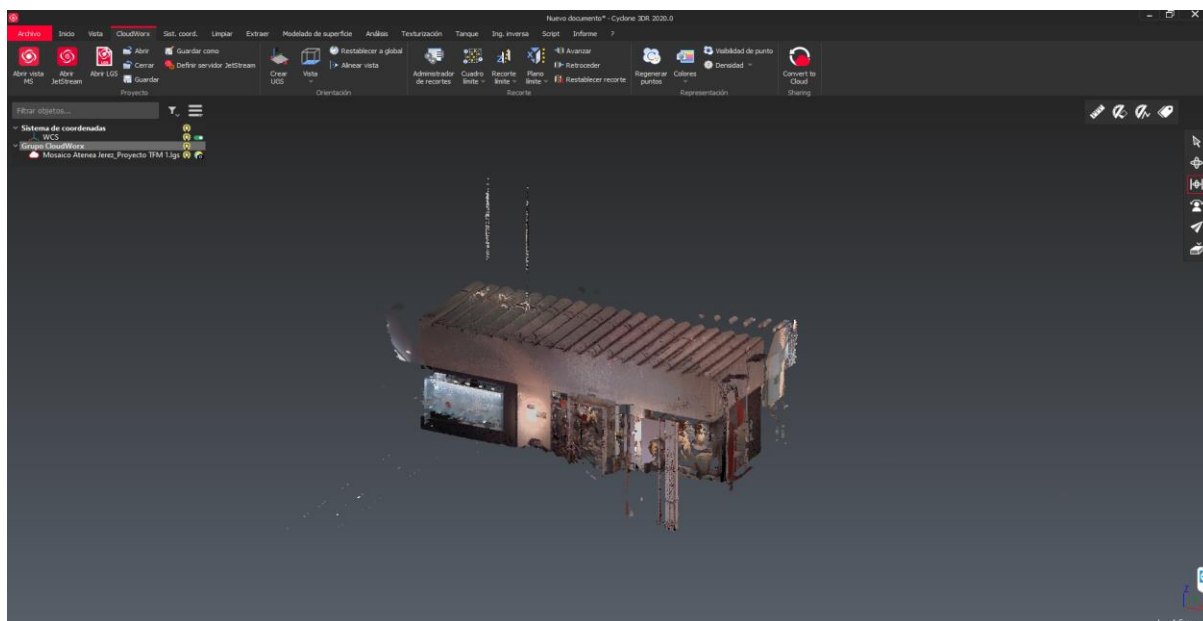 Nuevo documento* - Cyclone 3DR 2020.0
Archivo Inicio Vista CloudWorx Sist. coord. Limpiar Extraer Modelado de superficie Análisis Texturización Tanque Ing. inversa Script Informe ?
Abrir vista MS
Abrir JetStream
Abrir LGS
Abrir
Cerrar
Guardar
Guardar como
Definir servidor JetStream
Proyecto
Crear UCS
Vista
Restablecer a global
Alinear vista
Orientación
Administrador de recortes
Cuadro límite
Recorte límite
Plano límite
Avanzar
Retroceder
Restablecer recorte
Recorte
Regenerar puntos
Colores
Visibilidad de punto
Densidad
Representación
Convert to Cloud
Sharing
Filtrar objetos...
Sistema de coordenadas
WCS
Grupo CloudWorx
Mosaico Atenea Jerez_Proyecto TFM 1.lgs
Z